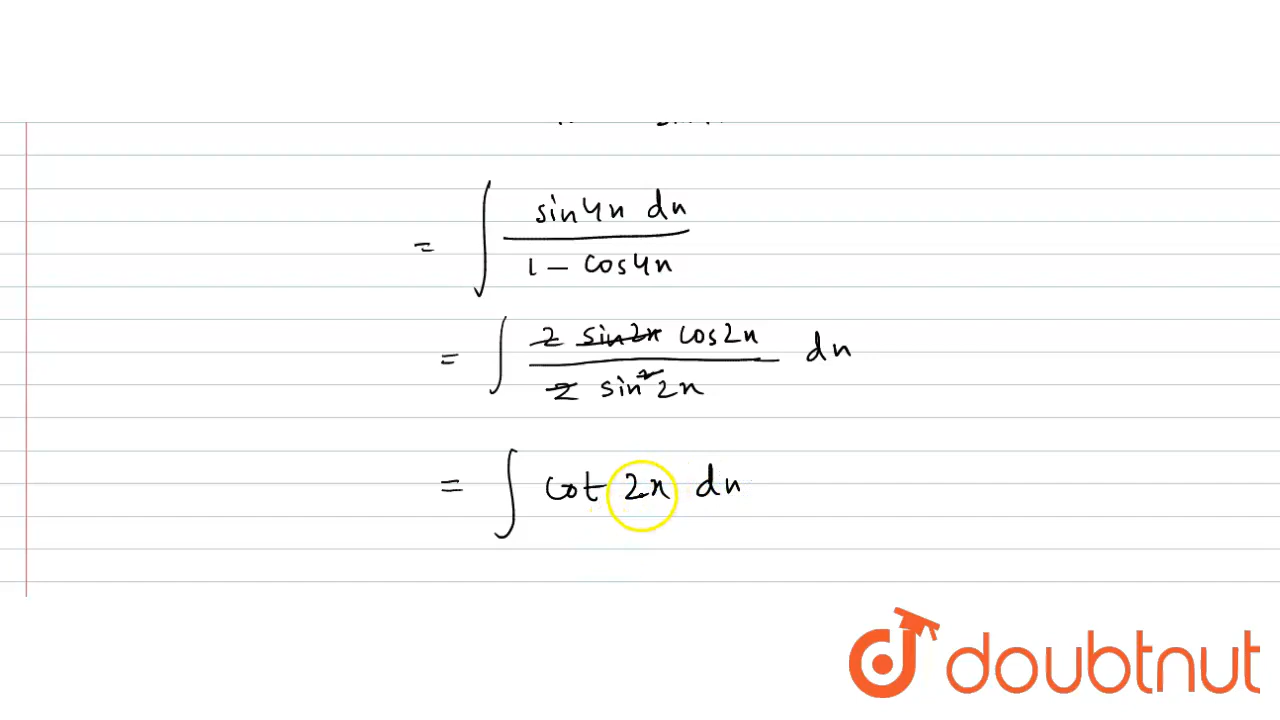 = ∫ sin4x dx / 1 - cos4x
= ∫ 2 sin2x cos2x / 2 sin²2x dx
= ∫ cot 2x dx
doubtnut